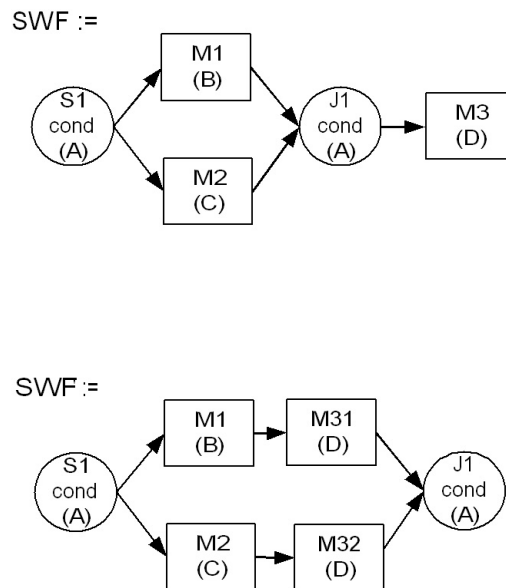 SWF :=
M1
(B)
S1
cond
(A)
J1
cond
(A)
M3
(D)
M2
(C)
SWF :=
M1
(B)
M31
(D)
S1
cond
(A)
J1
cond
(A)
M2
(C)
M32
(D)